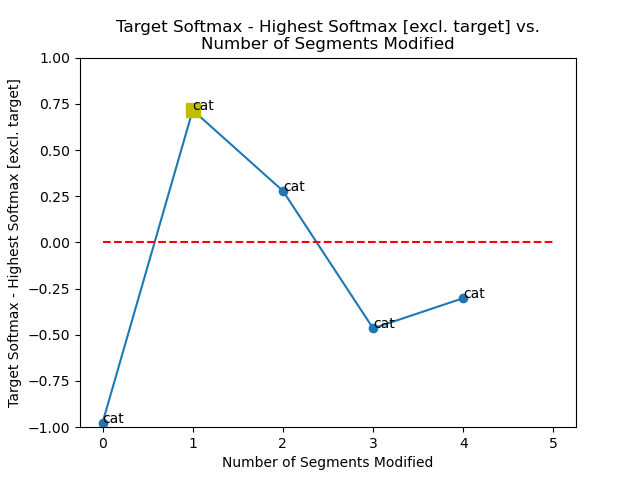 Target Softmax - Highest Softmax [excl. target] vs.
Number of Segments Modified
Target Softmax - Highest Softmax [excl. target]
1.00
0.75
0.50
0.25
0.00
−0.25
−0.50
−0.75
−1.00
cat
cat
cat
cat
cat
0 1 2 3 4 5
Number of Segments Modified